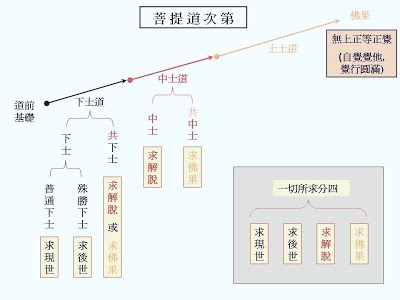 菩提道次第
佛果
無上正等正覺
(自覺覺他,
覺行圓滿)
上士道
中士道
下士道
道前
基礎
下士
共下士
中士
共中士
求解脫
求佛果
普通下士
殊勝下士
求解脫或求佛果
求現世
求後世
一切所求分四
求現世
求後世
求解脫
求佛果